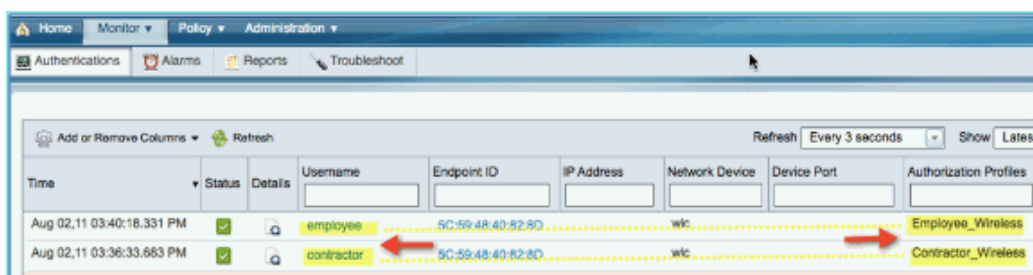 Home Monitor Policy Administration
Authentications Alarms Reports Troubleshoot
Add or Remove Columns Refresh Refresh Every 3 seconds Show Lates
Time Status Details Username Endpoint ID IP Address Network Device Device Port Authorization Profiles
Aug 02,11 03:40:18.331 PM employee 5C:59:48:40:82:8D wlc Employee_Wireless
Aug 02,11 03:36:33.683 PM contractor 5C:59:48:40:82:8D wlc Contractor_Wireless